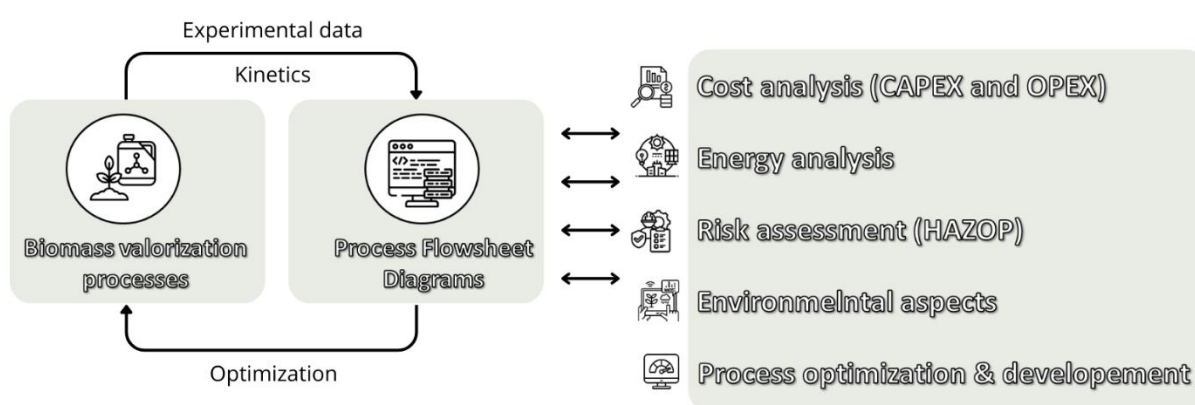 Experimental data
Kinetics
Biomass valorization
processes
Process Flowsheet
Diagrams
Optimization
Cost analysis (CAPEX and OPEX)
Energy analysis
Risk assessment (HAZOP)
Environmelntal aspects
Process optimization & developement